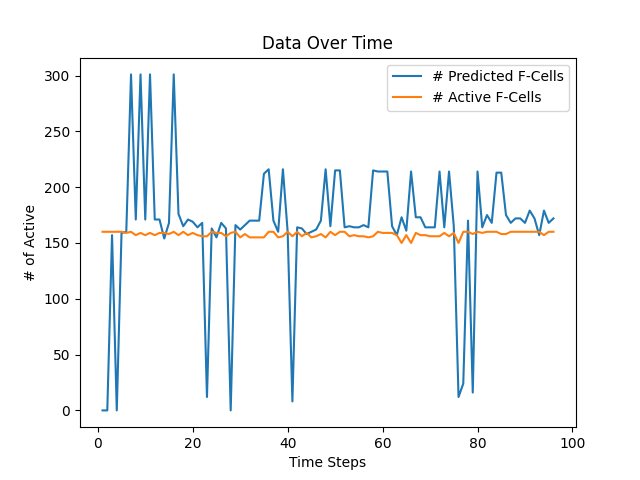 Data Over Time
# Predicted F-Cells
# Active F-Cells
# of Active
300
250
200
150
100
50
0
0 20 40 60 80 100
Time Steps